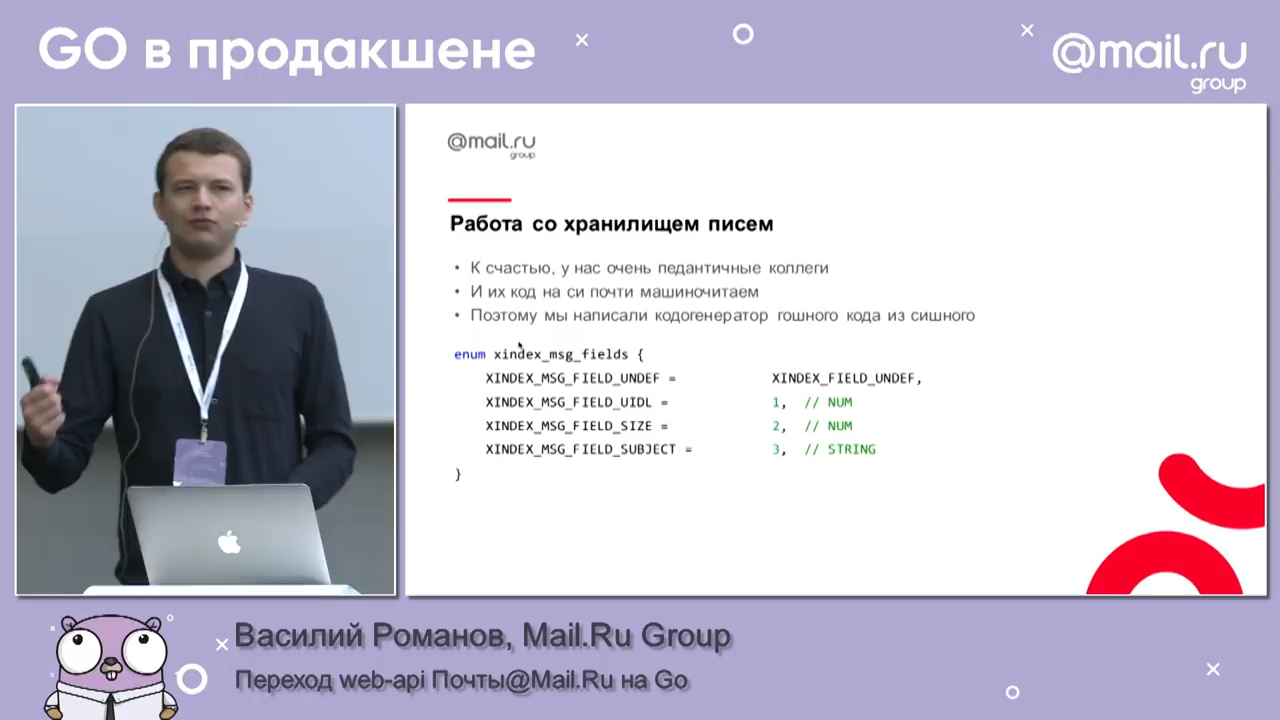 GO в продакшене
@mail.ru
group
@mail.ru
group
Работа со хранилищем писем
• К счастью, у нас очень педантичные коллеги
• И их код на си почти машиночитаем
• Поэтому мы написали кодогенератор гошного кода из сишного
enum xindex_msg_fields {
XINDEX_MSG_FIELD_UNDEF = XINDEX_FIELD_UNDEF,
XINDEX_MSG_FIELD_UIDL = 1, // NUM
XINDEX_MSG_FIELD_SIZE = 2, // NUM
XINDEX_MSG_FIELD_SUBJECT = 3, // STRING
}
Василий Романов, Mail.Ru Group
Переход web-api Почты@Mail.Ru на Go